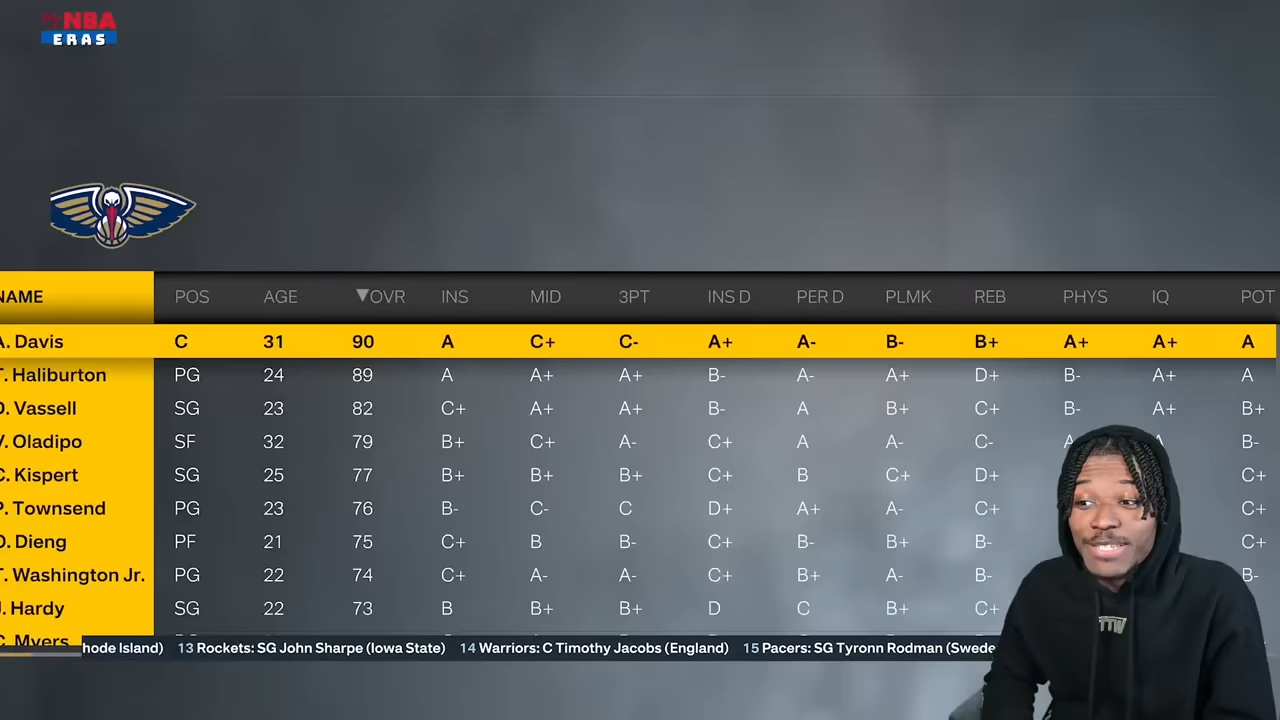 NBA
ERAS
NAME POS AGE ▼OVR INS MID 3PT INS D PER D PLMK REB PHYS IQ POT
A. Davis C 31 90 A C+ C- A+ A- B- B+ A+ A+ A
T. Haliburton PG 24 89 A A+ A+ B- A- A+ D+ B- A+ A
D. Vassell SG 23 82 C+ A+ A+ B- A B+ C+ B- A+ B+
V. Oladipo SF 32 79 B+ C+ A- C+ A A- C- B-
C. Kispert SG 25 77 B+ B+ B+ C+ B C+ D+ C+
P. Townsend PG 23 76 B- C- C D+ A+ A- C+ C+
O. Dieng PF 21 75 C+ B B- C+ B- B+ B- C+
T. Washington Jr. PG 22 74 C+ A- A- C+ B+ A- B- B-
J. Hardy SG 22 73 B B+ B+ D C B+ C+
C. Myers
hode Island) 13 Rockets: SG John Sharpe (Iowa State) 14 Warriors: C Timothy Jacobs (England) 15 Pacers: SG Tyronn Rodman (Swede
TTW